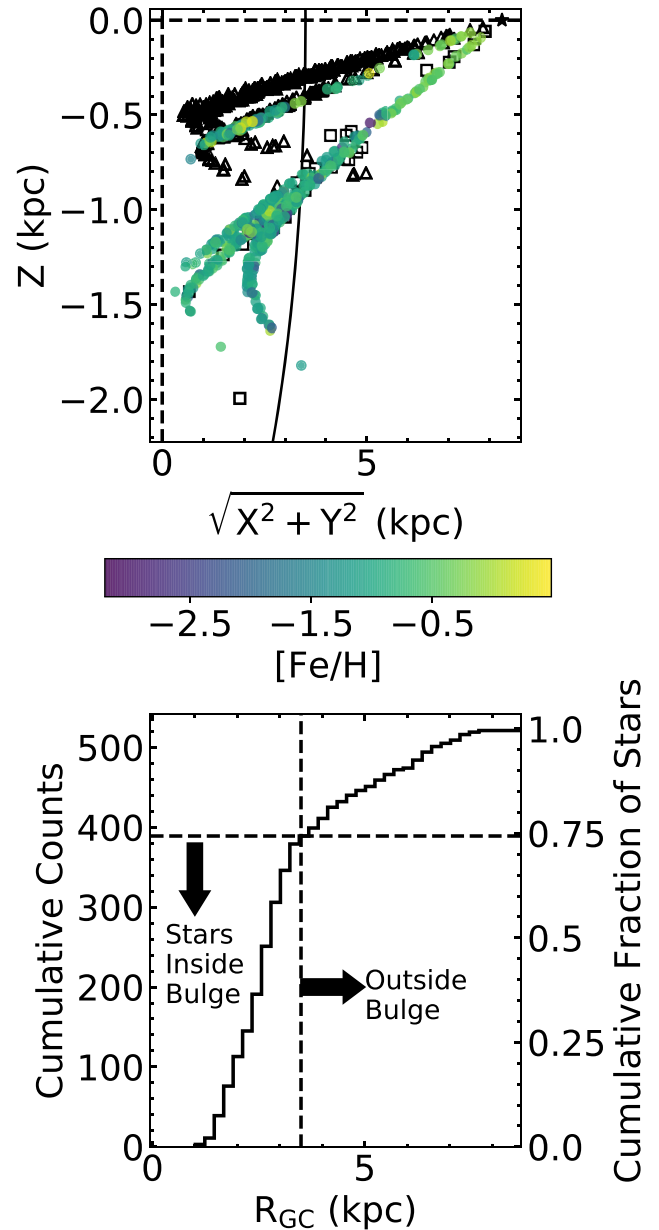 0.0
−0.5
−1.0
−1.5
−2.0
Z (kpc)
0 5
√X² + Y² (kpc)
−2.5 −1.5 −0.5
[Fe/H]
500
400
300
200
100
0
Cumulative Counts
1.0
0.75
0.5
0.25
0.0
Cumulative Fraction of Stars
Stars
Inside
Bulge
Outside
Bulge
0 5
R_GC (kpc)